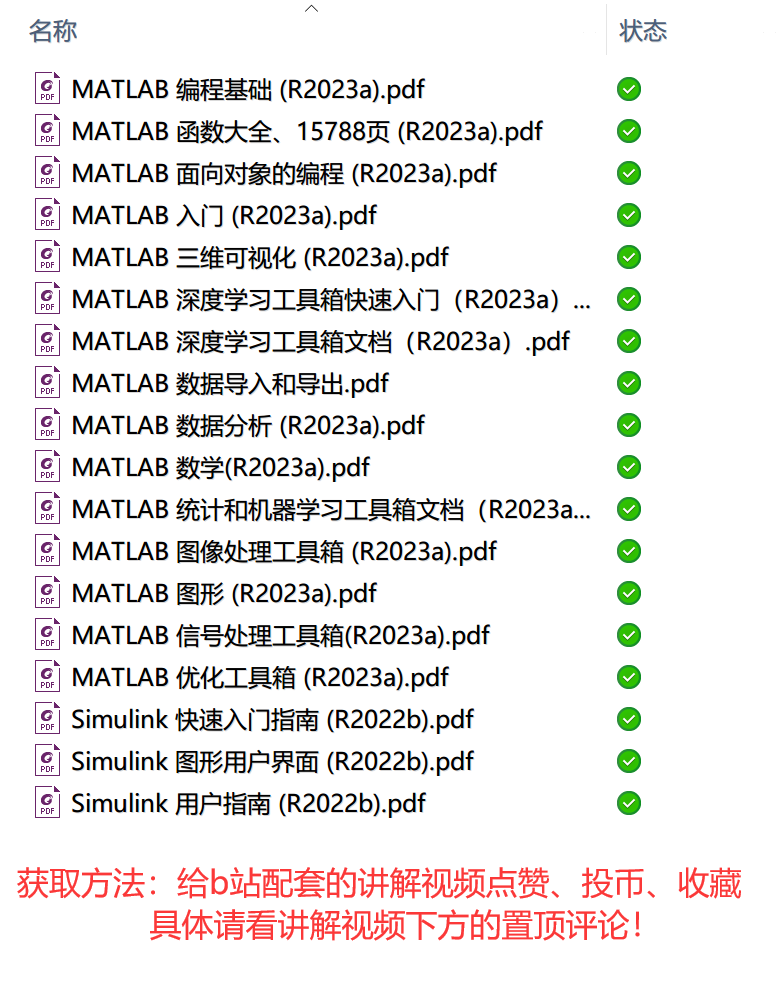 名称 状态
MATLAB 编程基础 (R2023a).pdf
MATLAB 函数大全、15788页 (R2023a).pdf
MATLAB 面向对象的编程 (R2023a).pdf
MATLAB 入门 (R2023a).pdf
MATLAB 三维可视化 (R2023a).pdf
MATLAB 深度学习工具箱快速入门（R2023a）...
MATLAB 深度学习工具箱文档（R2023a）.pdf
MATLAB 数据导入和导出.pdf
MATLAB 数据分析 (R2023a).pdf
MATLAB 数学(R2023a).pdf
MATLAB 统计和机器学习工具箱文档（R2023a...
MATLAB 图像处理工具箱 (R2023a).pdf
MATLAB 图形 (R2023a).pdf
MATLAB 信号处理工具箱(R2023a).pdf
MATLAB 优化工具箱 (R2023a).pdf
Simulink 快速入门指南 (R2022b).pdf
Simulink 图形用户界面 (R2022b).pdf
Simulink 用户指南 (R2022b).pdf
获取方法：给b站配套的讲解视频点赞、投币、收藏
具体请看讲解视频下方的置顶评论！